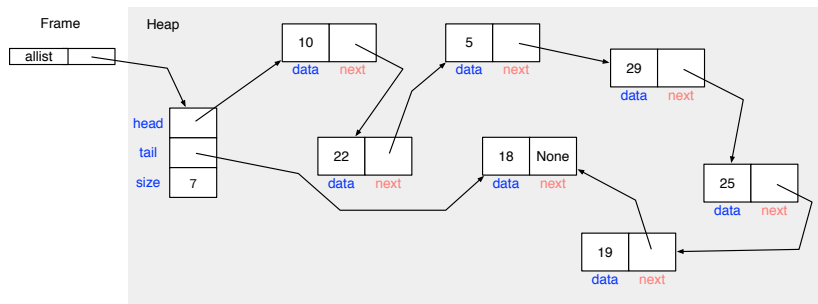 Frame
Heap
allist
10
data next
5
data next
29
data next
head
tail
size 7
22
data next
18 None
data next
25
data next
19
data next